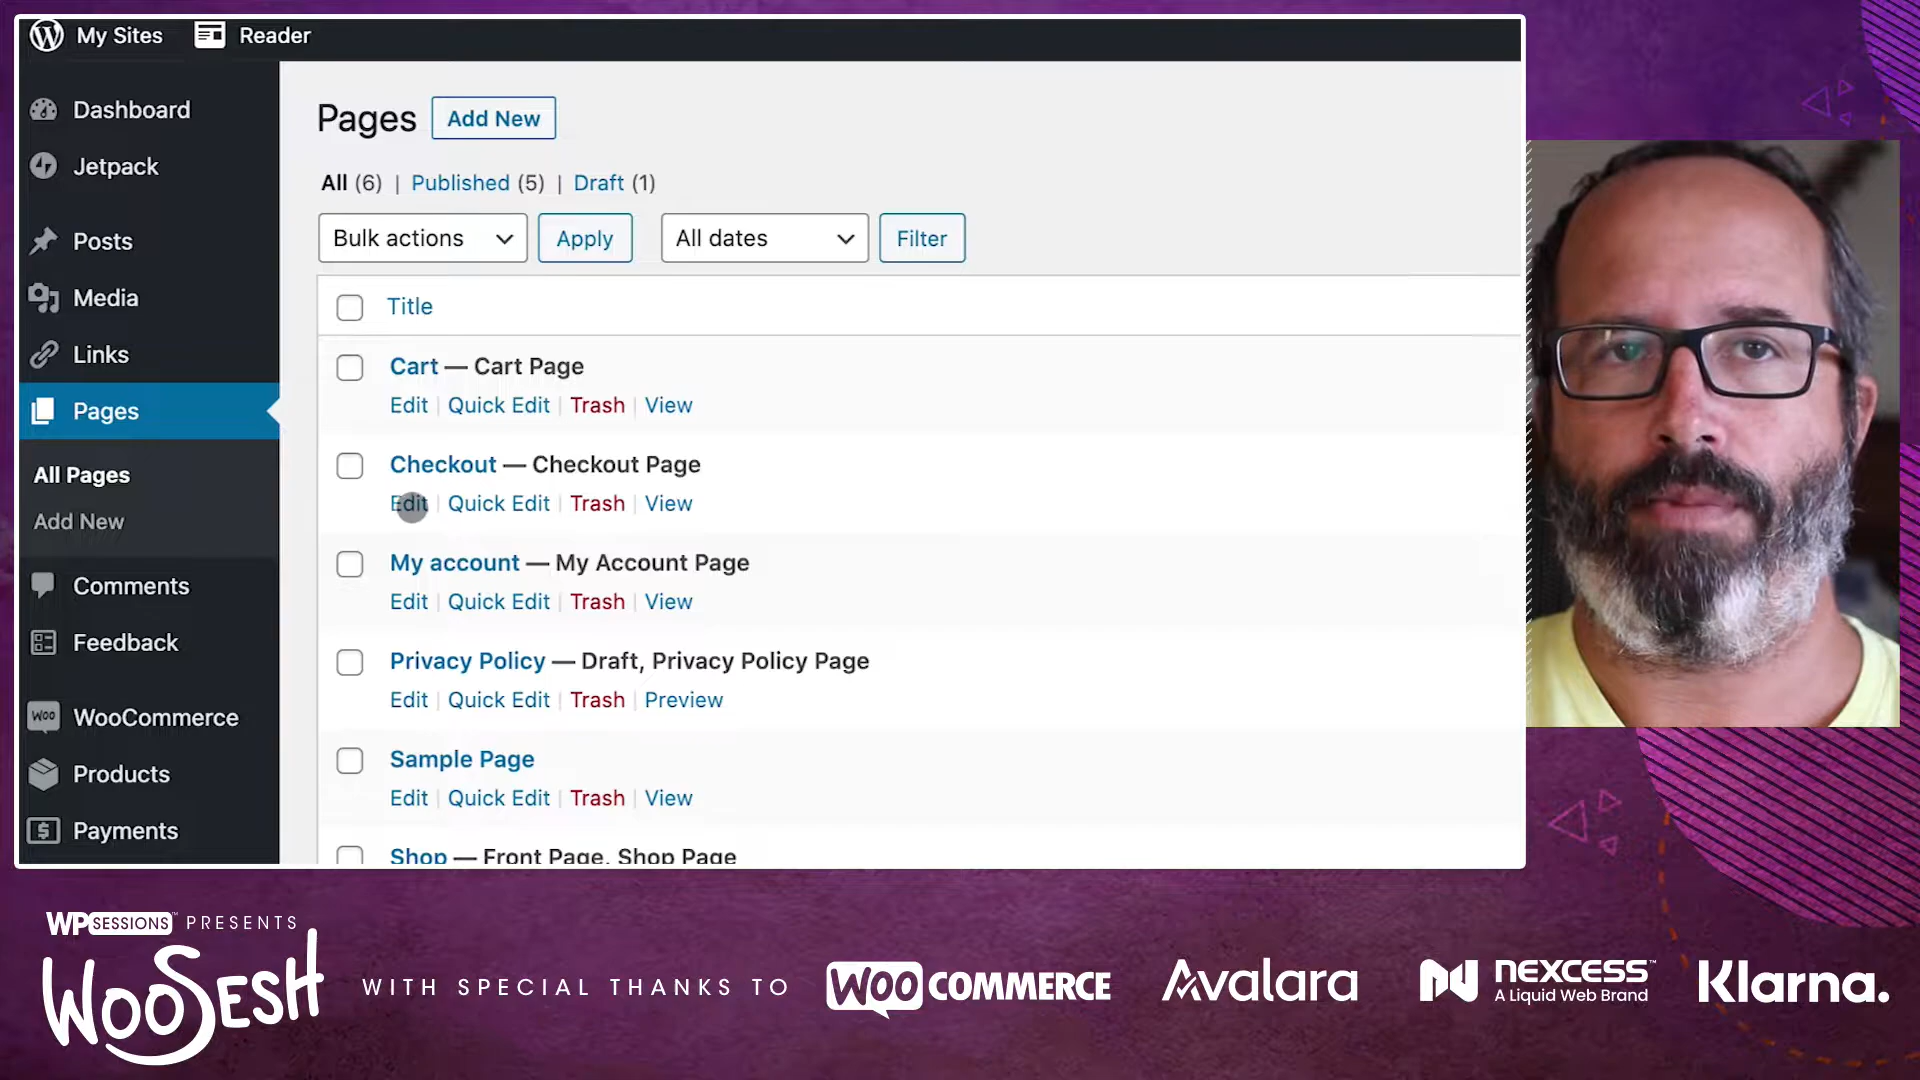 My Sites Reader
Dashboard
Jetpack
Posts
Media
Links
Pages
All Pages
Add New
Comments
Feedback
WooCommerce
Products
Payments
Pages Add New
All (6) | Published (5) | Draft (1)
Bulk actions Apply All dates Filter
Title
Cart — Cart Page
Edit | Quick Edit | Trash | View
Checkout — Checkout Page
Edit | Quick Edit | Trash | View
My account — My Account Page
Edit | Quick Edit | Trash | View
Privacy Policy — Draft, Privacy Policy Page
Edit | Quick Edit | Trash | Preview
Sample Page
Edit | Quick Edit | Trash | View
Shop — Front Page, Shop Page
WPSESSIONS™ PRESENTS
WOOSESH
WITH SPECIAL THANKS TO
WOOCOMMERCE
Avalara
NEXCESS™
A Liquid Web Brand
Klarna.